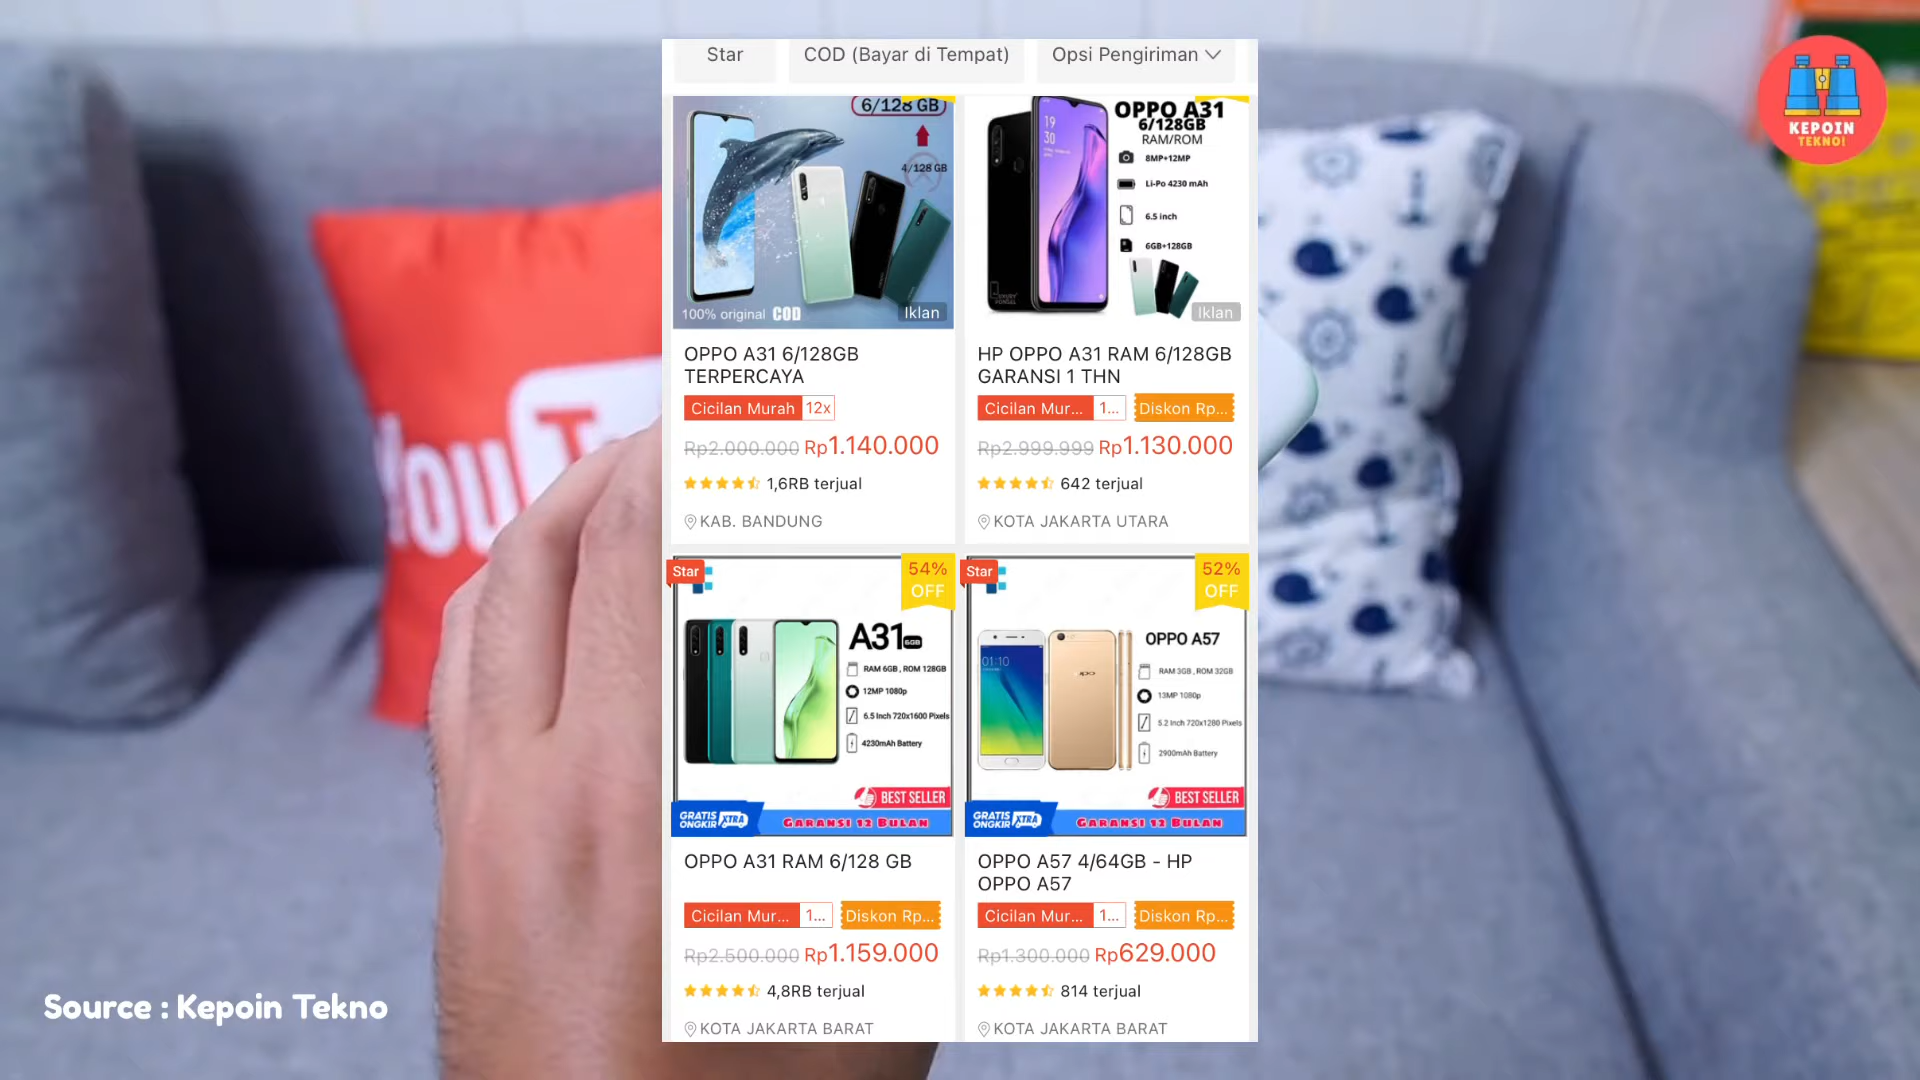 Star
COD (Bayar di Tempat)
Opsi Pengiriman
KEPOIN
TEKNO!
6/128 GB
4/128 GB
100% original COD
Iklan
OPPO A31
6/128GB
RAM/ROM
8MP+12MP
Li-Po 4230 mAh
6.5 inch
6GB+128GB
Iklan
OPPO A31 6/128GB
TERPERCAYA
Cicilan Murah 12x
Rp2.000.000 Rp1.140.000
1,6RB terjual
KAB. BANDUNG
HP OPPO A31 RAM 6/128GB
GARANSI 1 THN
Cicilan Mur... 1... Diskon Rp...
Rp2.999.999 Rp1.130.000
642 terjual
KOTA JAKARTA UTARA
YouT
Star
54%
OFF
A31 6GB
RAM 6GB , ROM 128GB
12MP 1080p
6.5 Inch 720x1600 Pixels
4230mAh Battery
BEST SELLER
GRATIS
ONGKIR XTRA
GARANSI 12 BULAN
OPPO A31 RAM 6/128 GB
Cicilan Mur... 1... Diskon Rp...
Rp2.500.000 Rp1.159.000
4,8RB terjual
KOTA JAKARTA BARAT
Star
52%
OFF
OPPO A57
01:10
RAM 3GB , ROM 32GB
13MP 1080p
5.2 Inch 720x1280 Pixels
2900mAh Battery
BEST SELLER
GRATIS
ONGKIR XTRA
GARANSI 12 BULAN
OPPO A57 4/64GB - HP
OPPO A57
Cicilan Mur... 1... Diskon Rp...
Rp1.300.000 Rp629.000
814 terjual
KOTA JAKARTA BARAT
Source : Kepoin Tekno